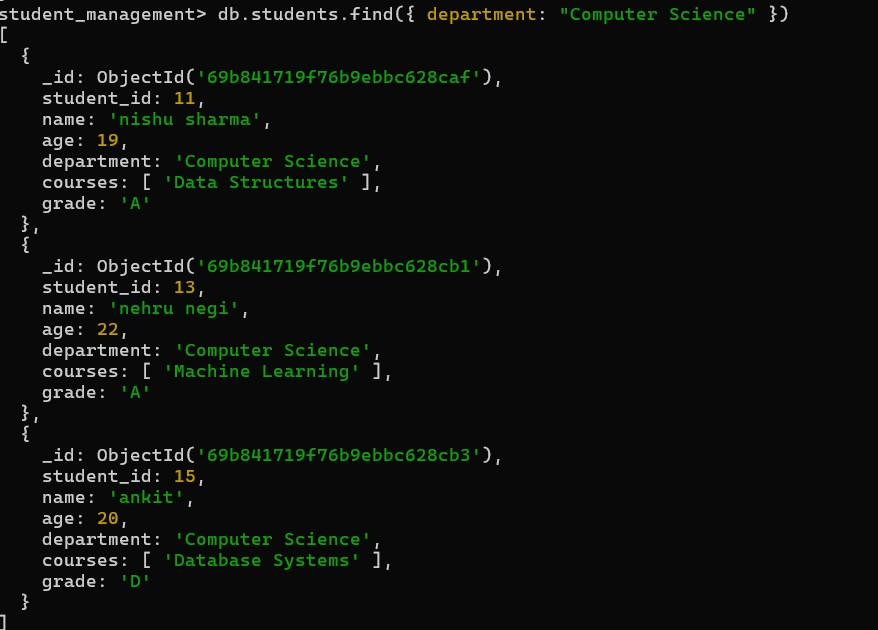 student_management> db.students.find({ department: "Computer Science" })
[
  {
    _id: ObjectId('69b841719f76b9ebbc628caf'),
    student_id: 11,
    name: 'nishu sharma',
    age: 19,
    department: 'Computer Science',
    courses: [ 'Data Structures' ],
    grade: 'A'
  },
  {
    _id: ObjectId('69b841719f76b9ebbc628cb1'),
    student_id: 13,
    name: 'nehru negi',
    age: 22,
    department: 'Computer Science',
    courses: [ 'Machine Learning' ],
    grade: 'A'
  },
  {
    _id: ObjectId('69b841719f76b9ebbc628cb3'),
    student_id: 15,
    name: 'ankit',
    age: 20,
    department: 'Computer Science',
    courses: [ 'Database Systems' ],
    grade: 'D'
  }
]